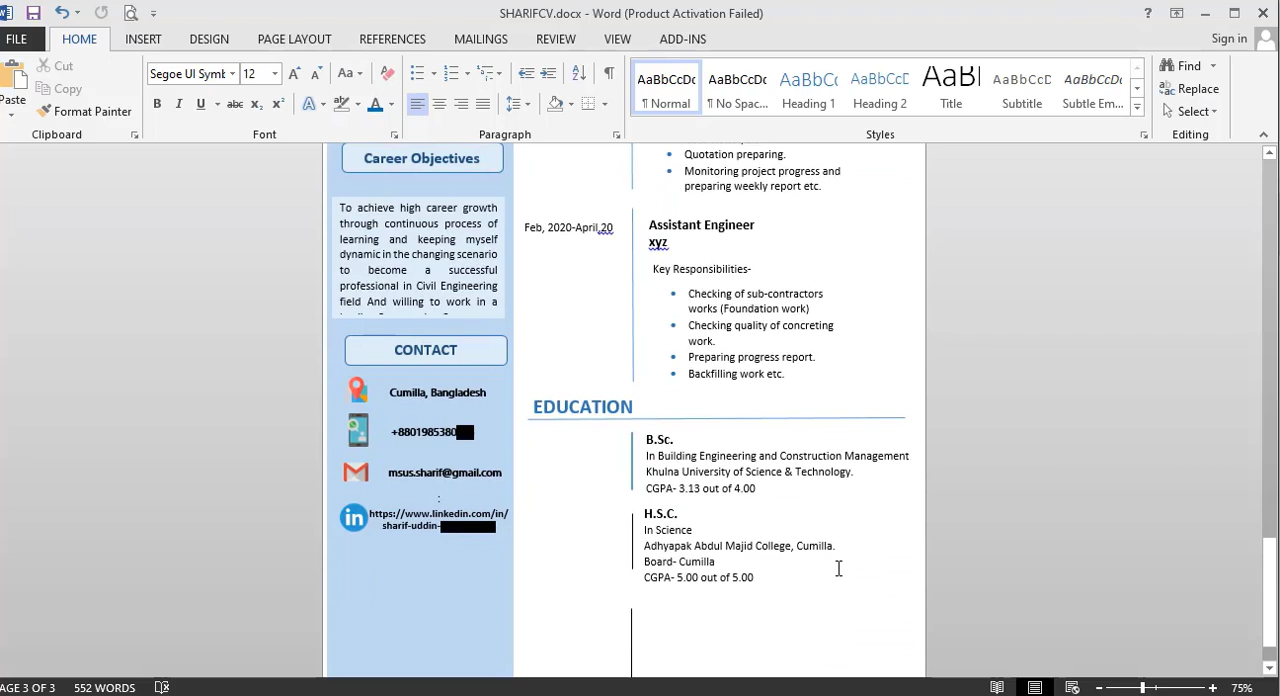 SHARIFCV.docx - Word (Product Activation Failed)
FILE HOME INSERT DESIGN PAGE LAYOUT REFERENCES MAILINGS REVIEW VIEW ADD-INS Sign in
Paste
Cut
Copy
Format Painter
Clipboard
Segoe UI Symb 12
Font
Paragraph
AaBbCcDc AaBbCcDc AaBbCc AaBbCcD AaBl AaBbCcD AaBbCcDc
¶ Normal ¶ No Spac... Heading 1 Heading 2 Title Subtitle Subtle Em...
Styles
Find
Replace
Select
Editing
Career Objectives
To achieve high career growth
through continuous process of
learning and keeping myself
dynamic in the changing scenario
to become a successful
professional in Civil Engineering
field And willing to work in a
CONTACT
Cumilla, Bangladesh
+8801985380
msus.sharif@gmail.com
:
https://www.linkedin.com/in/
sharif-uddin-
• Quotation preparing.
• Monitoring project progress and
preparing weekly report etc.
Feb, 2020-April,20
Assistant Engineer
xyz
Key Responsibilities-
• Checking of sub-contractors
works (Foundation work)
• Checking quality of concreting
work.
• Preparing progress report.
• Backfilling work etc.
EDUCATION
B.Sc.
In Building Engineering and Construction Management
Khulna University of Science & Technology.
CGPA- 3.13 out of 4.00
H.S.C.
In Science
Adhyapak Abdul Majid College, Cumilla.
Board- Cumilla
CGPA- 5.00 out of 5.00
PAGE 3 OF 3 552 WORDS 75%